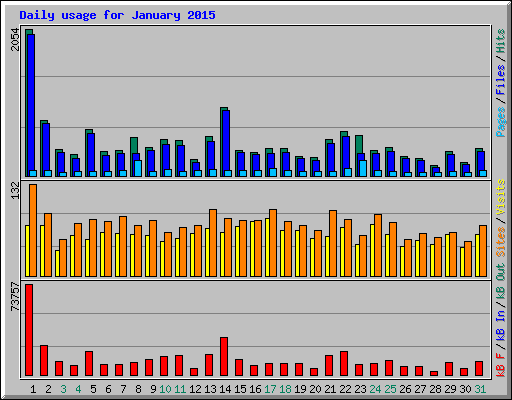 Daily usage for January 2015
2054
Pages / Files / Hits
132
Sites / Visits
73757
kB F / kB In / kB Out
1 2 3 4 5 6 7 8 9 10 11 12 13 14 15 16 17 18 19 20 21 22 23 24 25 26 27 28 29 30 31